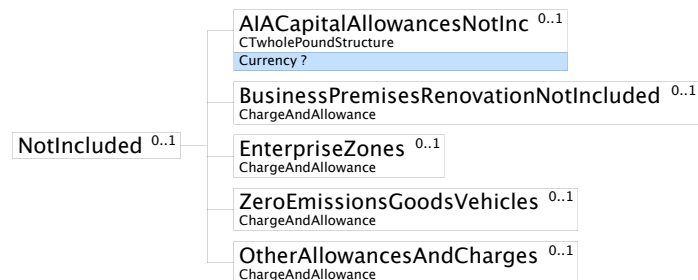 AIACapitalAllowancesNotInc 0..1
CTwholePoundStructure
Currency ?
BusinessPremisesRenovationNotIncluded 0..1
ChargeAndAllowance
NotIncluded 0..1
EnterpriseZones 0..1
ChargeAndAllowance
ZeroEmissionsGoodsVehicles 0..1
ChargeAndAllowance
OtherAllowancesAndCharges 0..1
ChargeAndAllowance